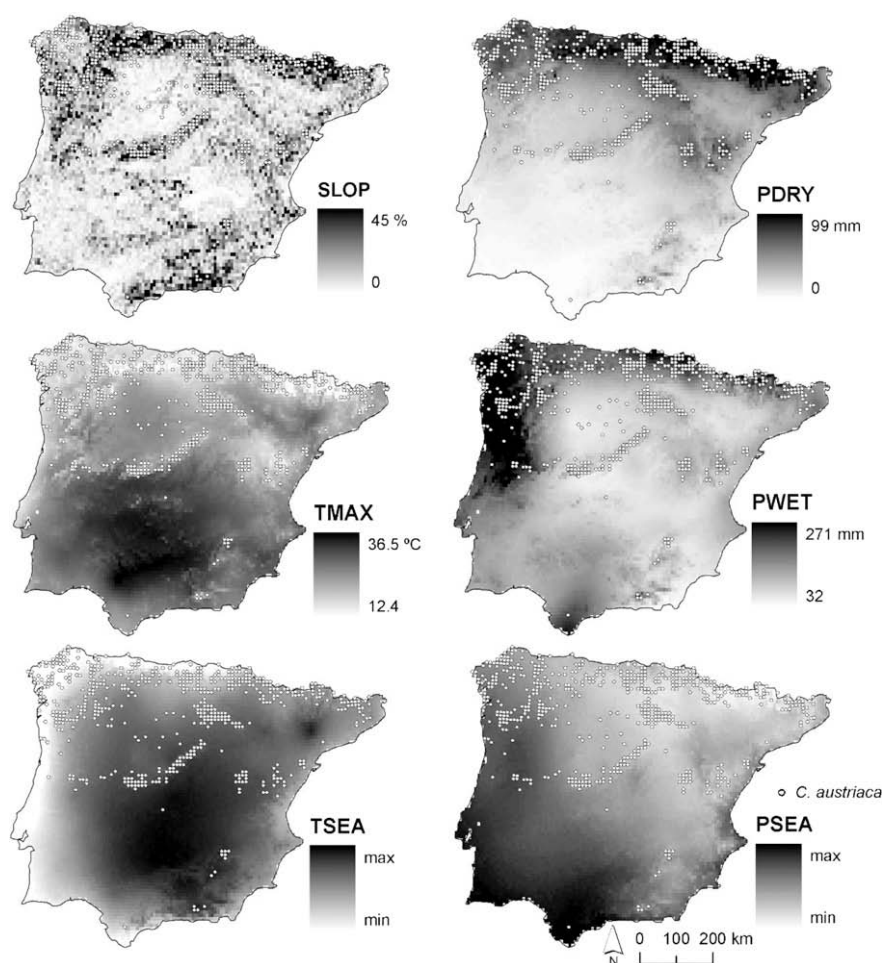 SLOP
45 %
0
PDRY
99 mm
0
TMAX
36.5 ºC
12.4
PWET
271 mm
32
TSEA
max
min
C. austriaca
PSEA
max
min
N
0 100 200 km